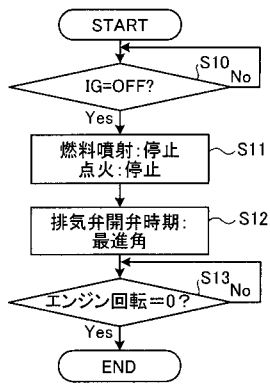 START
S10
IG=OFF?
No
Yes
S11
燃料噴射:停止
点火:停止
S12
排気弁開弁時期:
最進角
S13
エンジン回転=0?
No
Yes
END